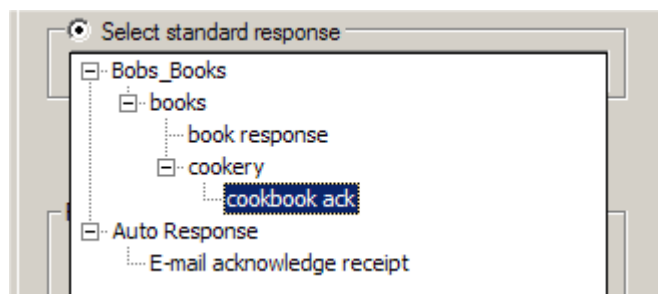 Select standard response
Bobs_Books
books
book response
cookery
cookbook ack
Auto Response
E-mail acknowledge receipt